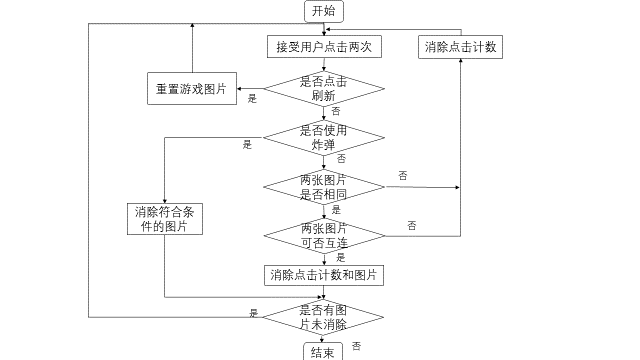 开始
接受用户点击两次
消除点击计数
是否点击
刷新
重置游戏图片
是
否
是否使用
炸弹
是
否
两张图片
是否相同
否
是
消除符合条
件的图片
两张图片
可否互连
否
是
消除点击计数和图片
是否有图
片未消除
是
否
结束